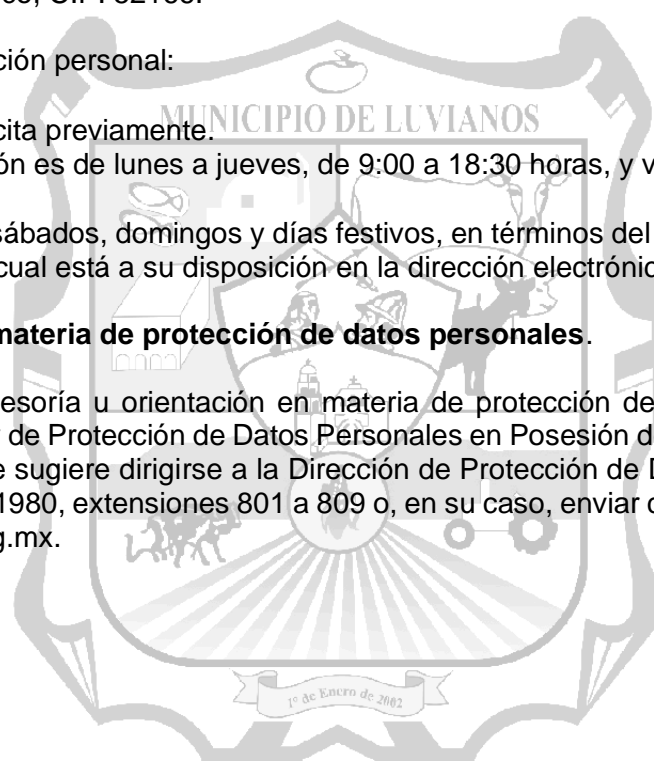 ción personal:
MUNICIPIO DE LUVIANOS
cita previamente.
ón es de lunes a jueves, de 9:00 a 18:30 horas, y v
sábados, domingos y días festivos, en términos del
cual está a su disposición en la dirección electrónic
materia de protección de datos personales.
esoría u orientación en materia de protección de
de Protección de Datos Personales en Posesión d
e sugiere dirigirse a la Dirección de Protección de D
1980, extensiones 801 a 809 o, en su caso, enviar c
g.mx.
1º de Enero de 2002